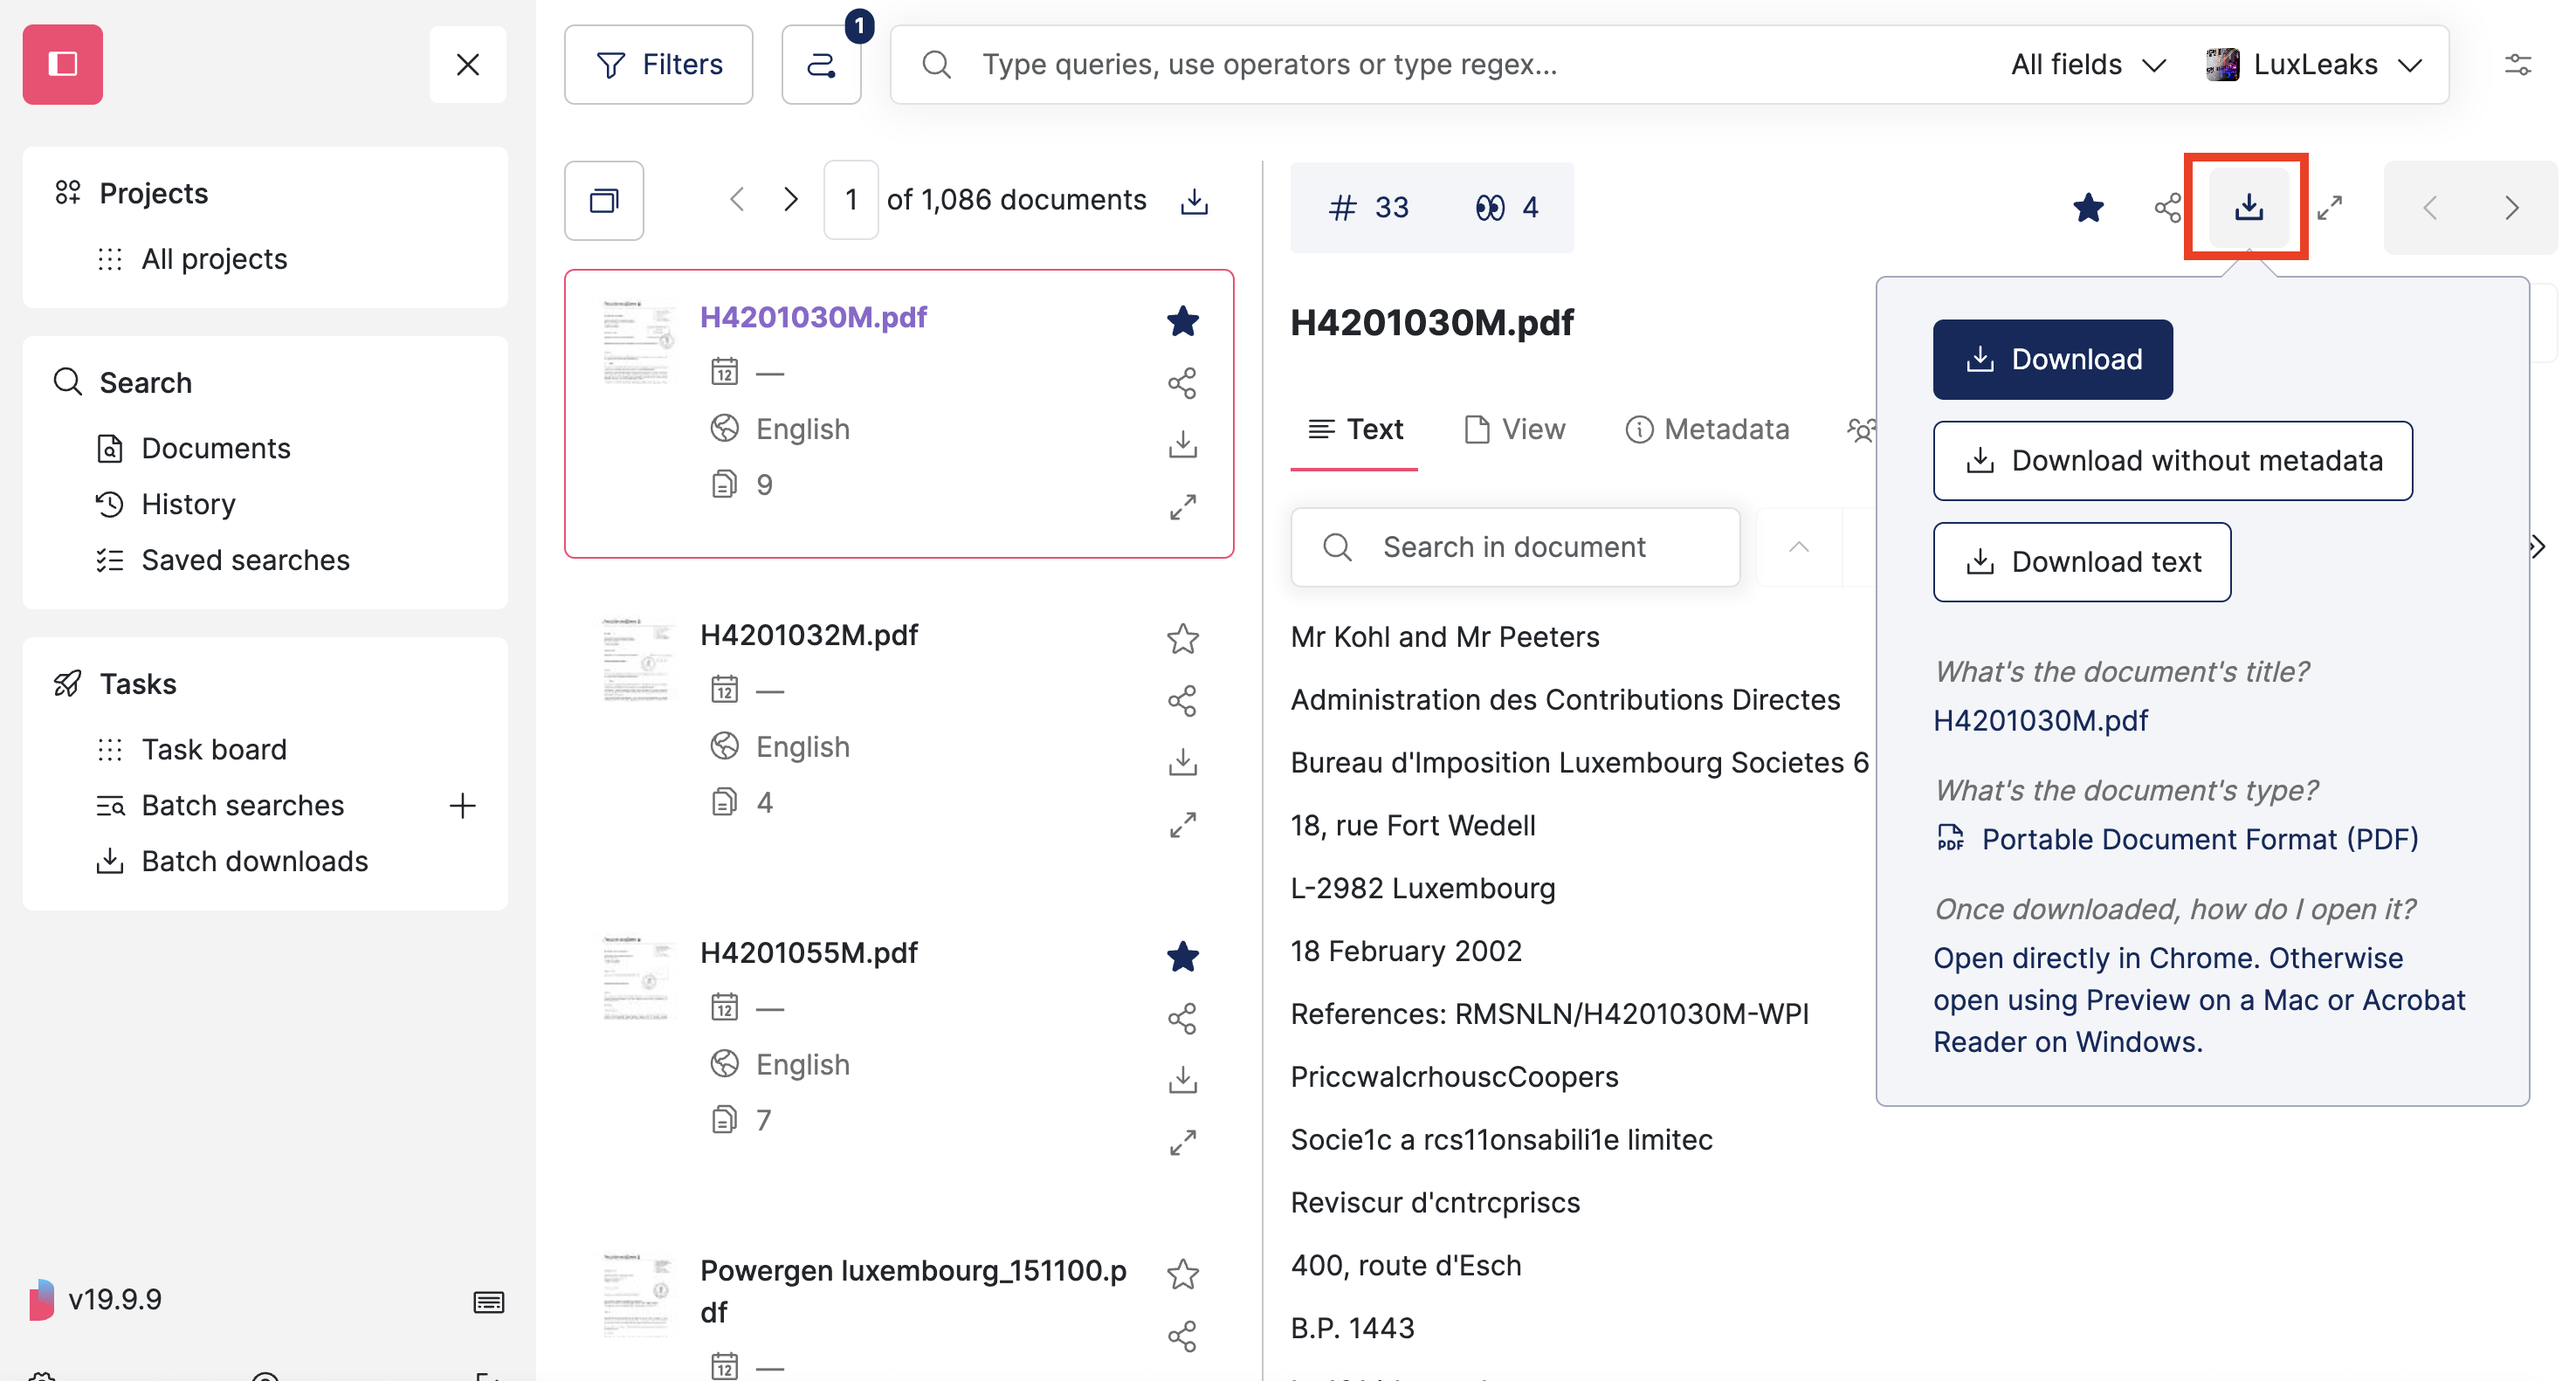 Projects
All projects
Search
Documents
History
Saved searches
Tasks
Task board
Batch searches
Batch downloads
v19.9.9
Filters
1
Type queries, use operators or type regex...
All fields
LuxLeaks
1 of 1,086 documents
H4201030M.pdf
12 —
English
9
H4201032M.pdf
12 —
English
4
H4201055M.pdf
12 —
English
7
Powergen luxembourg_151100.p
df
12 —
# 33
4
H4201030M.pdf
Text
View
Metadata
Search in document
Mr Kohl and Mr Peeters
Administration des Contributions Directes
Bureau d'Imposition Luxembourg Societes 6
18, rue Fort Wedell
L-2982 Luxembourg
18 February 2002
References: RMSNLN/H4201030M-WPI
PriccwalcrhouscCoopers
Socie1c a rcs11onsabili1e limitec
Reviscur d'cntrcpriscs
400, route d'Esch
B.P. 1443
Download
Download without metadata
Download text
What's the document's title?
H4201030M.pdf
What's the document's type?
PDF Portable Document Format (PDF)
Once downloaded, how do I open it?
Open directly in Chrome. Otherwise
open using Preview on a Mac or Acrobat
Reader on Windows.